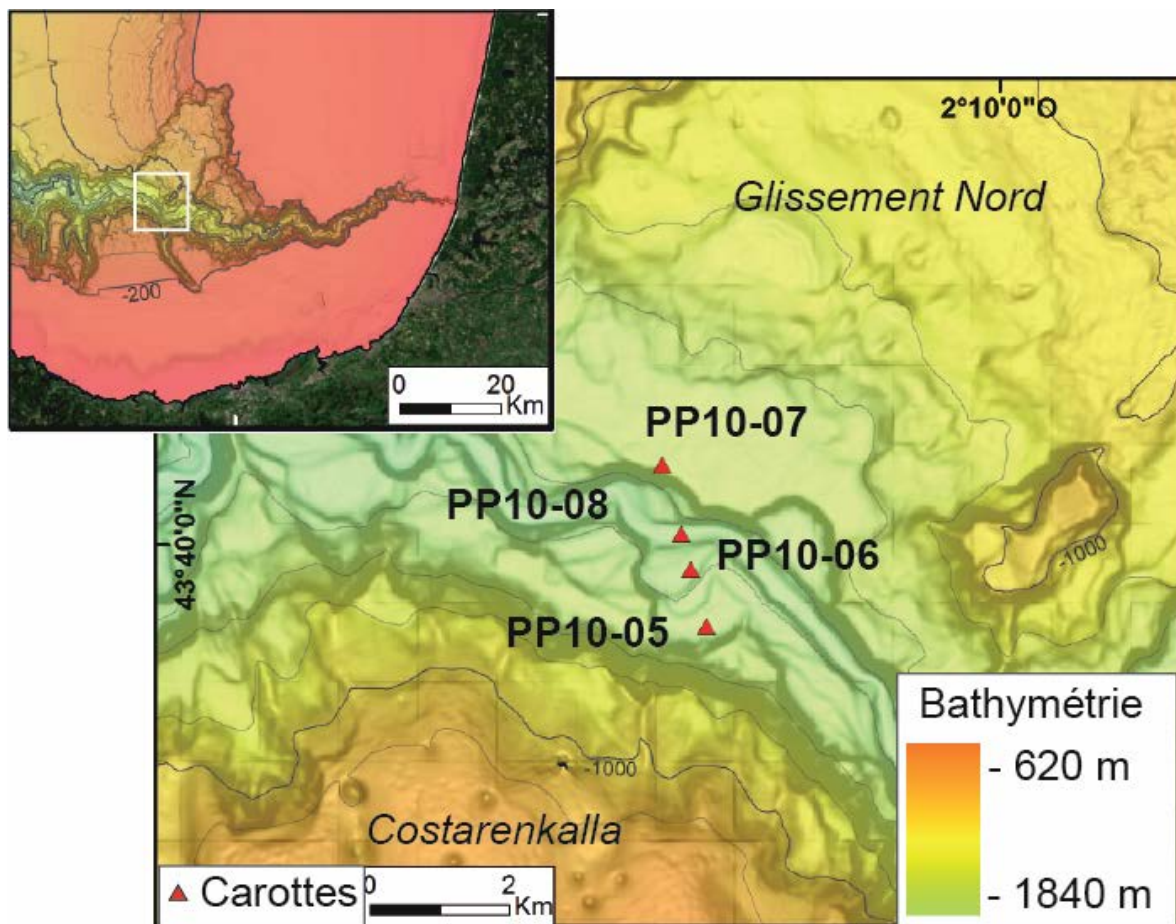 -200
0
20
Km
2°10'0"O
Glissement Nord
PP10-07
PP10-08
PP10-06
PP10-05
43°40'0"N
-1000
-1000
Costarenkalla
Carottes
0
2
Km
Bathymétrie
- 620 m
- 1840 m